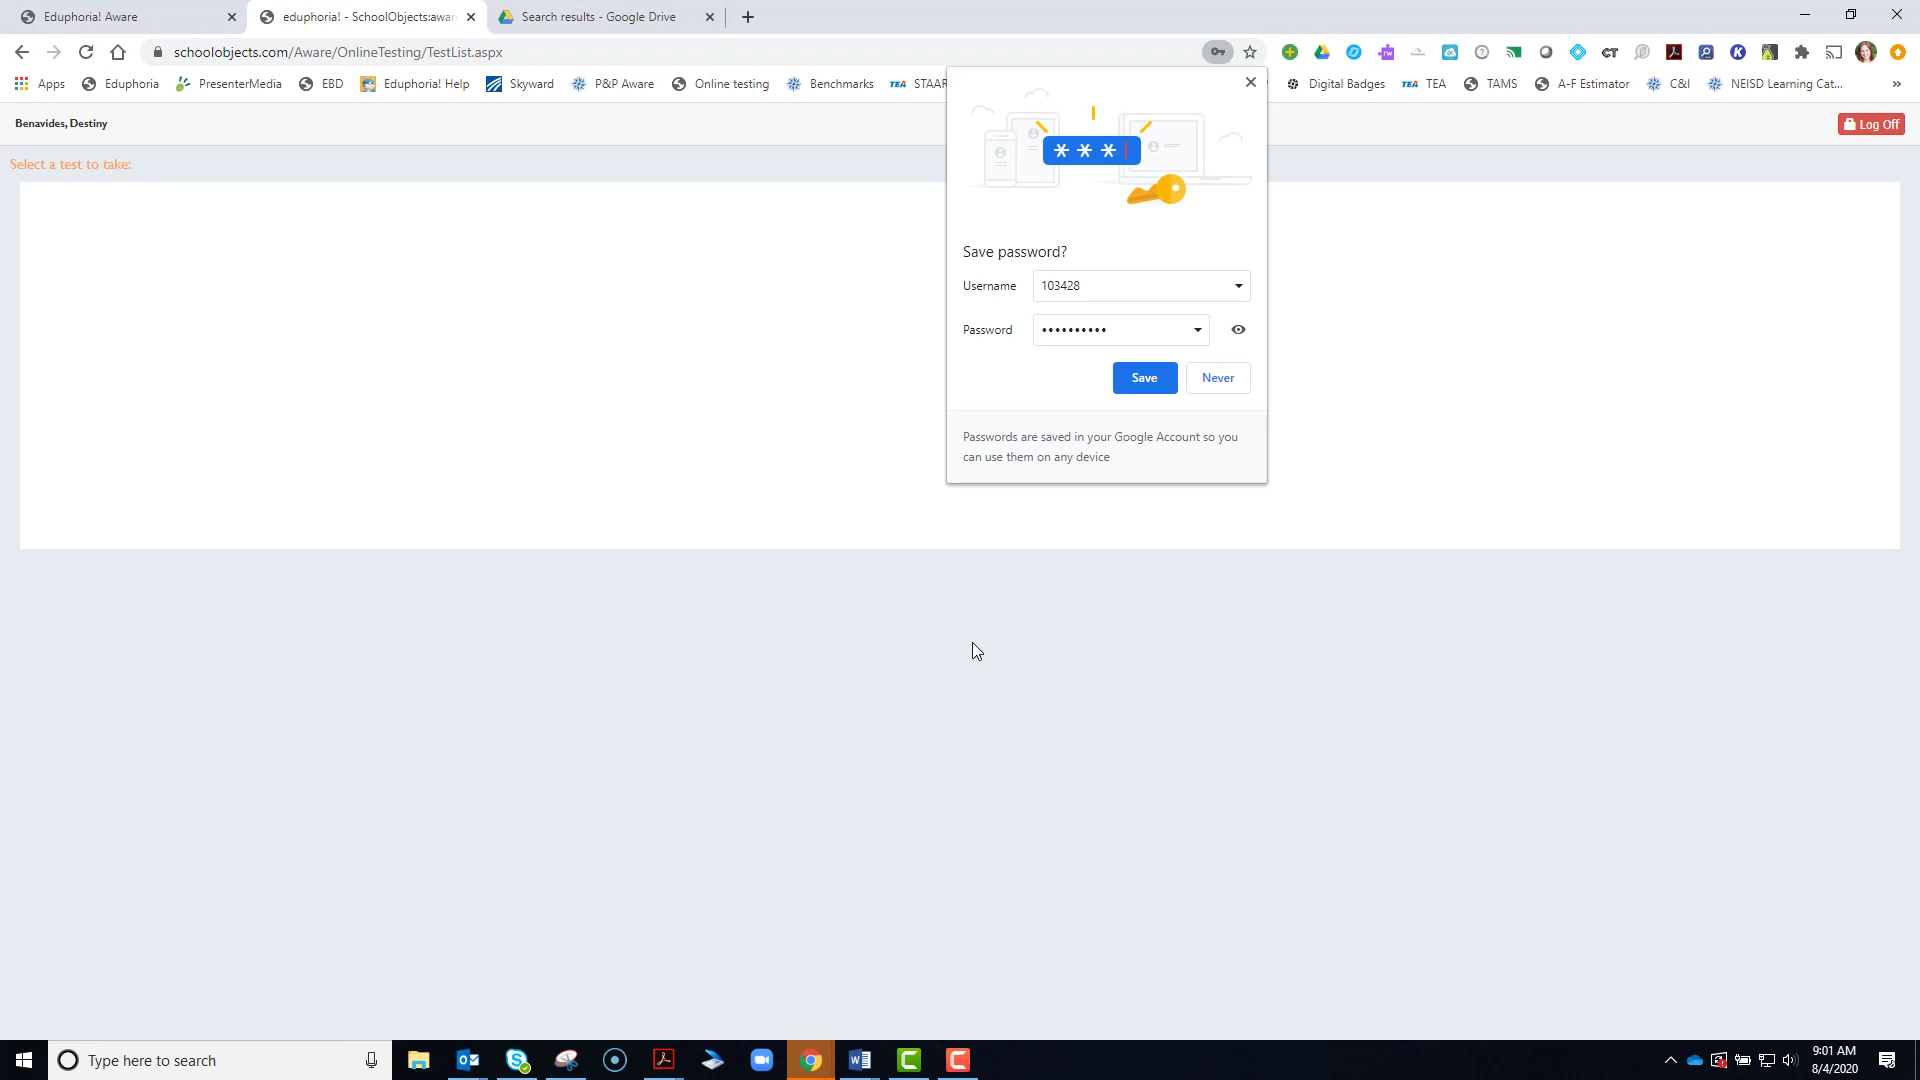 Eduphoria! Aware
eduphoria! - SchoolObjects:awar
Search results - Google Drive
schoolobjects.com/Aware/OnlineTesting/TestList.aspx
Apps Eduphoria PresenterMedia EBD Eduphoria! Help Skyward P&P Aware Online testing Benchmarks TEA STAAR Digital Badges TEA TEA TAMS A-F Estimator C&I NEISD Learning Cat... »
Benavides, Destiny
Log Off
Select a test to take:
* * *
Save password?
Username 103428
Password ••••••••••
Save Never
Passwords are saved in your Google Account so you
can use them on any device
Type here to search
9:01 AM
8/4/2020